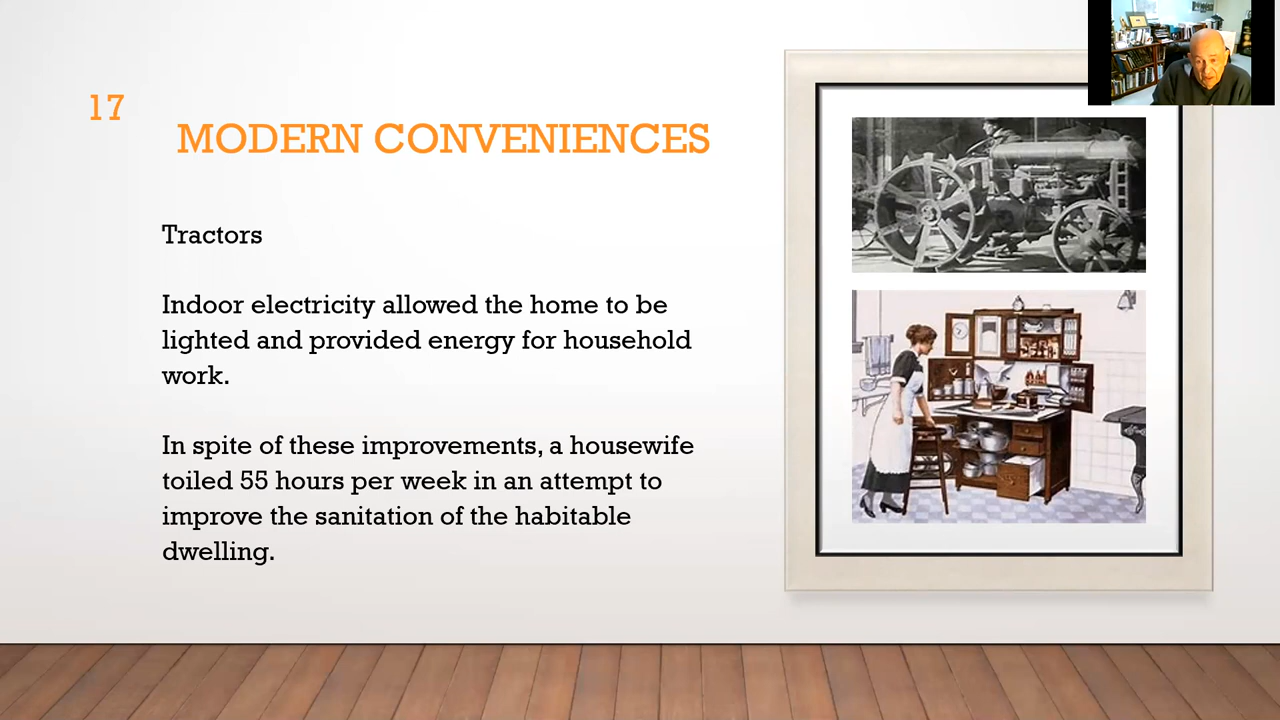 17
MODERN CONVENIENCES
Tractors
Indoor electricity allowed the home to be
lighted and provided energy for household
work.
In spite of these improvements, a housewife
toiled 55 hours per week in an attempt to
improve the sanitation of the habitable
dwelling.